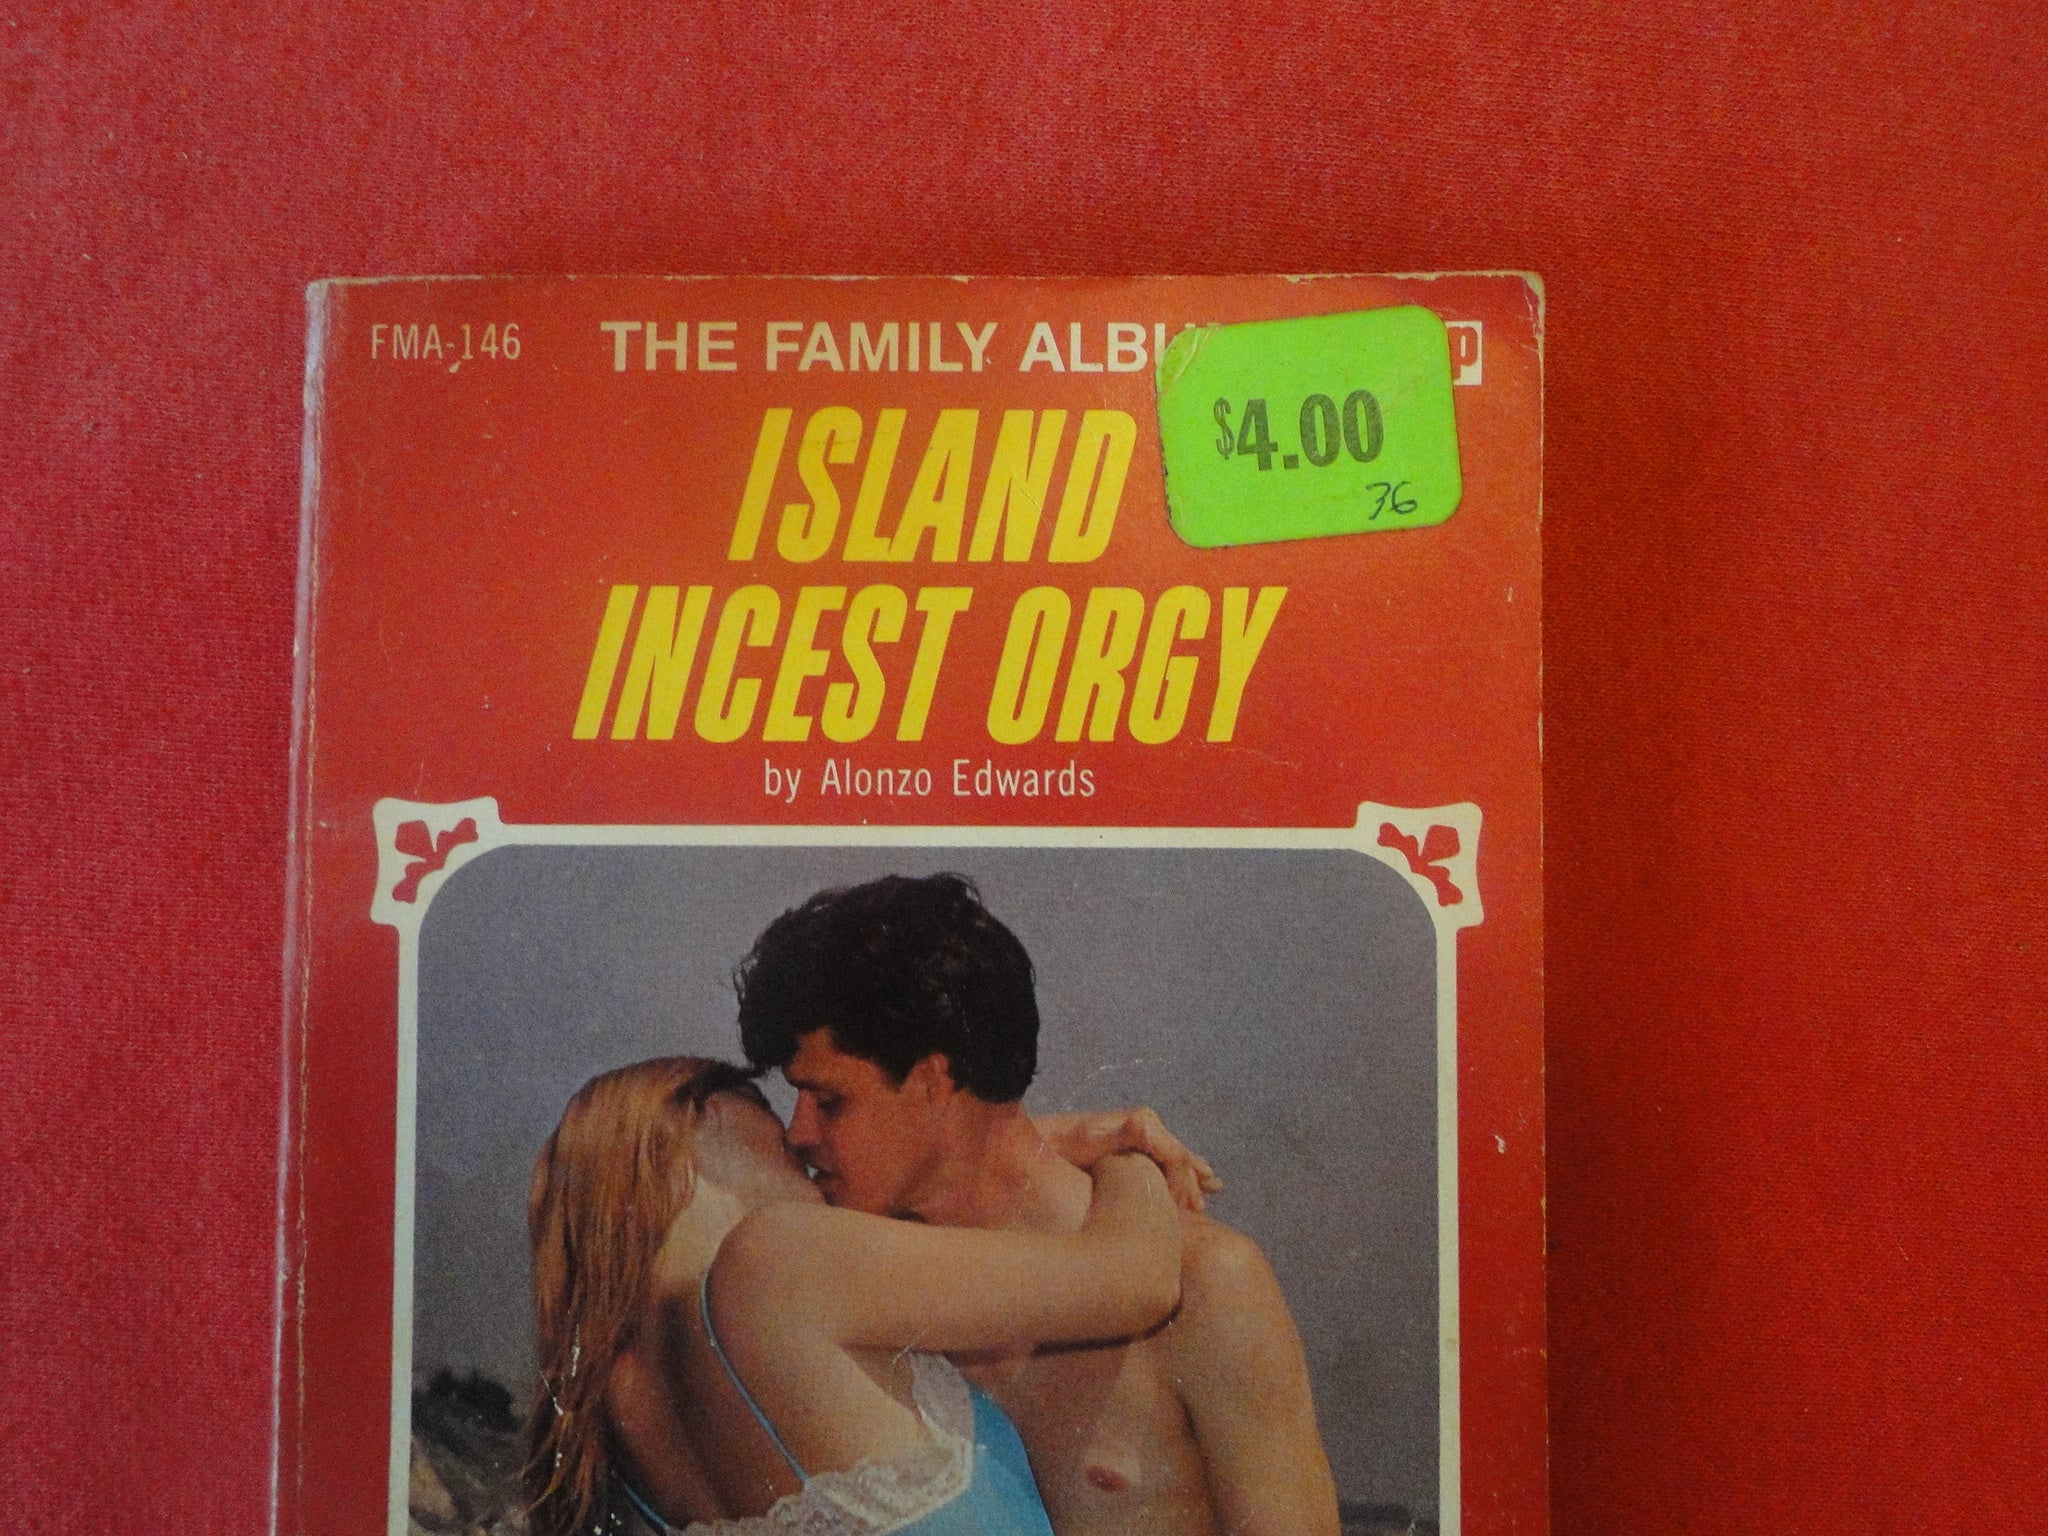 FMA-146 THE FAMILY p
$4.00
36
ISLAND
INCEST ORGY
by Alonzo Edwards